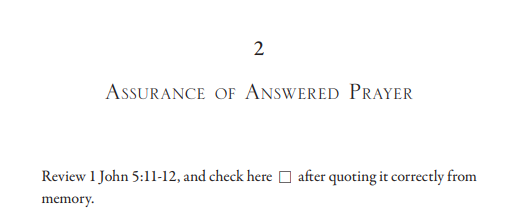 2
Assurance of Answered Prayer
Review 1 John 5:11-12, and check here □ after quoting it correctly from
memory.